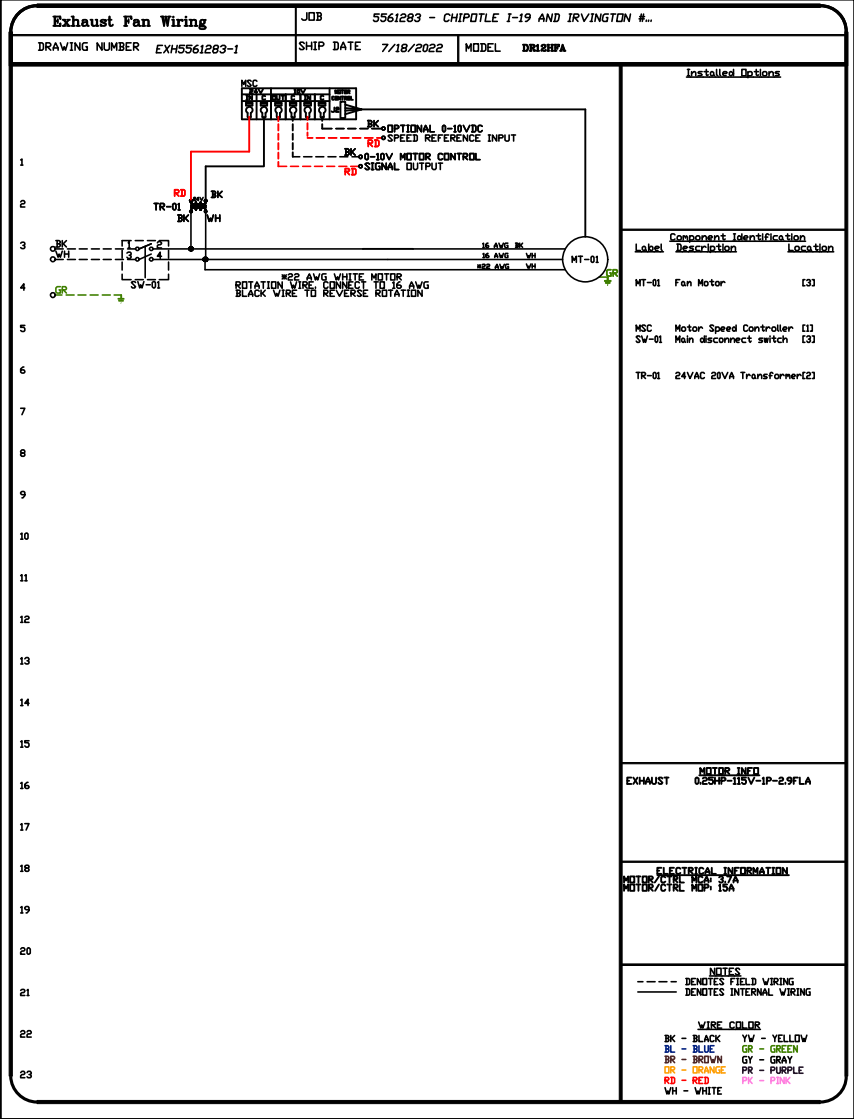 Exhaust Fan Wiring
JOB 5561283 - CHIPOTLE I-19 AND IRVINGTON #...
DRAWING NUMBER EXH5561283-1
SHIP DATE 7/18/2022
MODEL DR12HFA
MSC
24V 10V MOTOR CONTROL
IN C OUT C IN C J2
BK OPTIONAL 0-10VDC
RD SPEED REFERENCE INPUT
BK 0-10V MOTOR CONTROL
RD SIGNAL OUTPUT
RD BK
TR-01
BK WH
BK 1 2 16 AWG BK
WH 3 4 16 AWG WH
*22 AWG WH
MT-01
GR
SW-01
*22 AWG WHITE MOTOR
ROTATION WIRE. CONNECT TO 16 AWG
BLACK WIRE TO REVERSE ROTATION
GR
1
2
3
4
5
6
7
8
9
10
11
12
13
14
15
16
17
18
19
20
21
22
23
Installed Options
Component Identification
Label Description Location
MT-01 Fan Motor [3]
MSC Motor Speed Controller [1]
SW-01 Main disconnect switch [3]
TR-01 24VAC 20VA Transformer[2]
MOTOR INFO
EXHAUST 0.25HP-115V-1P-2.9FLA
ELECTRICAL INFORMATION
MOTOR/CTRL MCA: 3.7A
MOTOR/CTRL MOP: 15A
NOTES
DENOTES FIELD WIRING
DENOTES INTERNAL WIRING
WIRE COLOR
BK - BLACK YW - YELLOW
BL - BLUE GR - GREEN
BR - BROWN GY - GRAY
OR - ORANGE PR - PURPLE
RD - RED PK - PINK
WH - WHITE